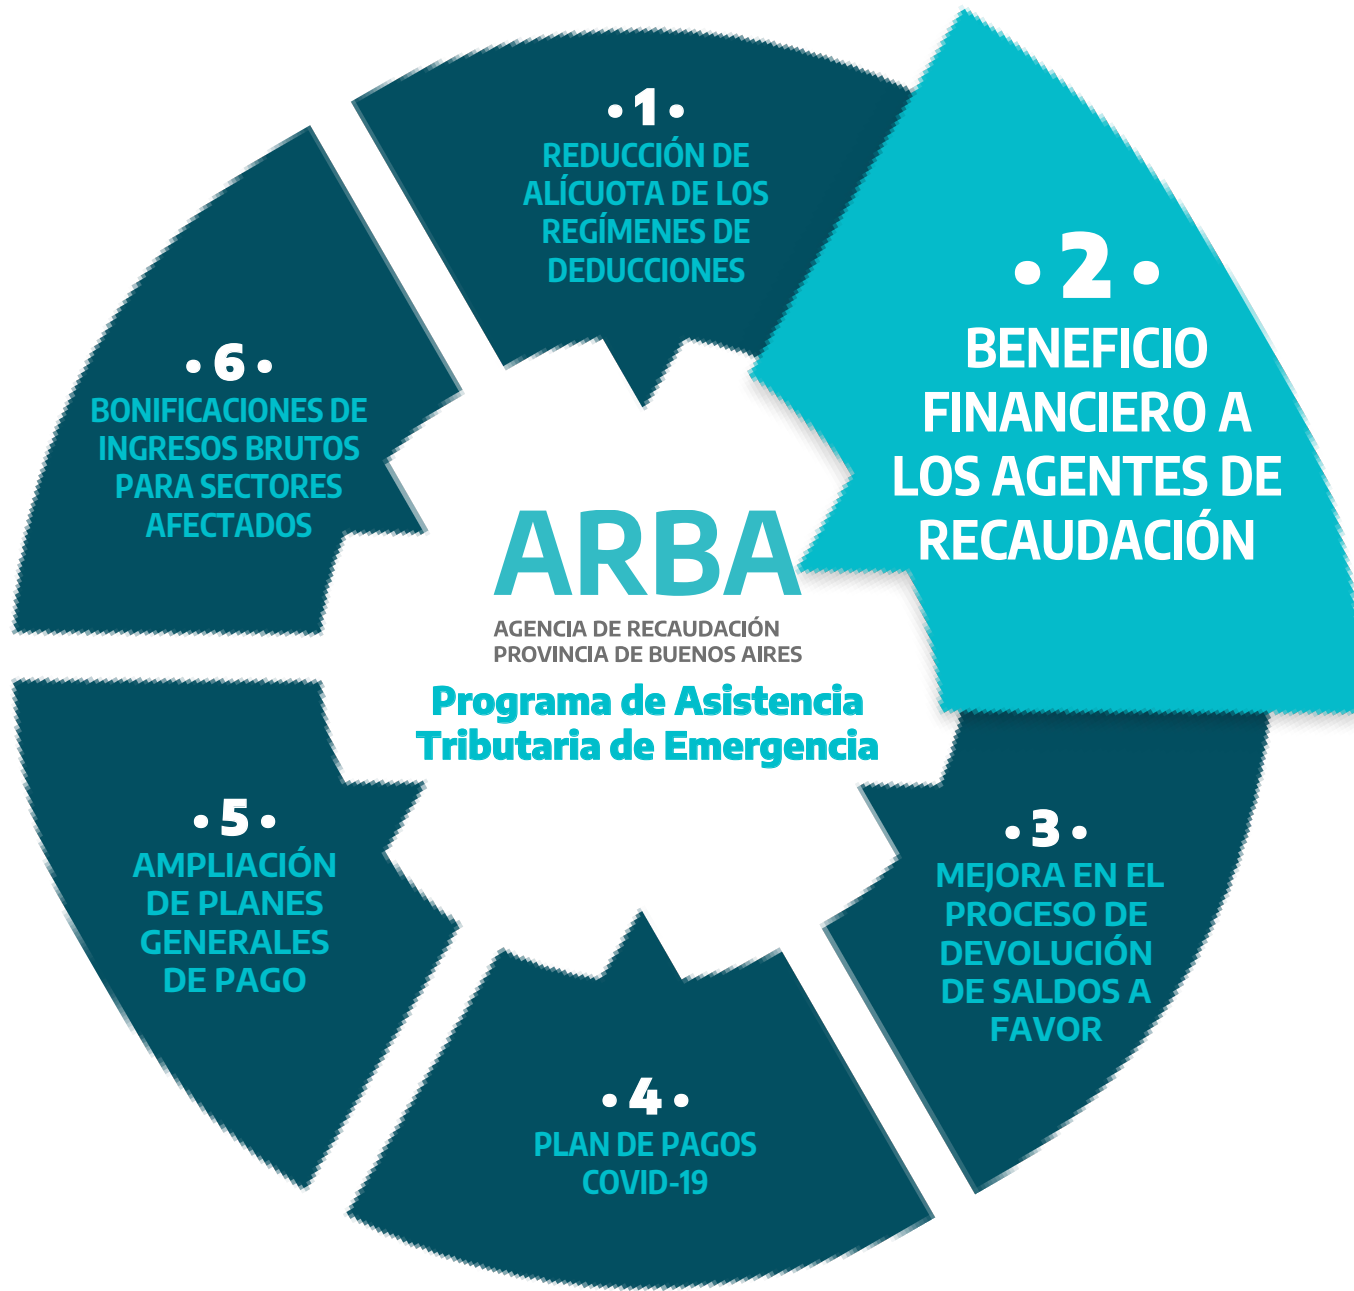 • 1 •
REDUCCIÓN DE
ALÍCUOTA DE LOS
REGÍMENES DE
DEDUCCIONES
• 2 •
BENEFICIO
FINANCIERO A
LOS AGENTES DE
RECAUDACIÓN
• 3 •
MEJORA EN EL
PROCESO DE
DEVOLUCIÓN
DE SALDOS A
FAVOR
• 4 •
PLAN DE PAGOS
COVID-19
• 5 •
AMPLIACIÓN
DE PLANES
GENERALES
DE PAGO
• 6 •
BONIFICACIONES DE
INGRESOS BRUTOS
PARA SECTORES
AFECTADOS
ARBA
AGENCIA DE RECAUDACIÓN
PROVINCIA DE BUENOS AIRES
Programa de Asistencia
Tributaria de Emergencia